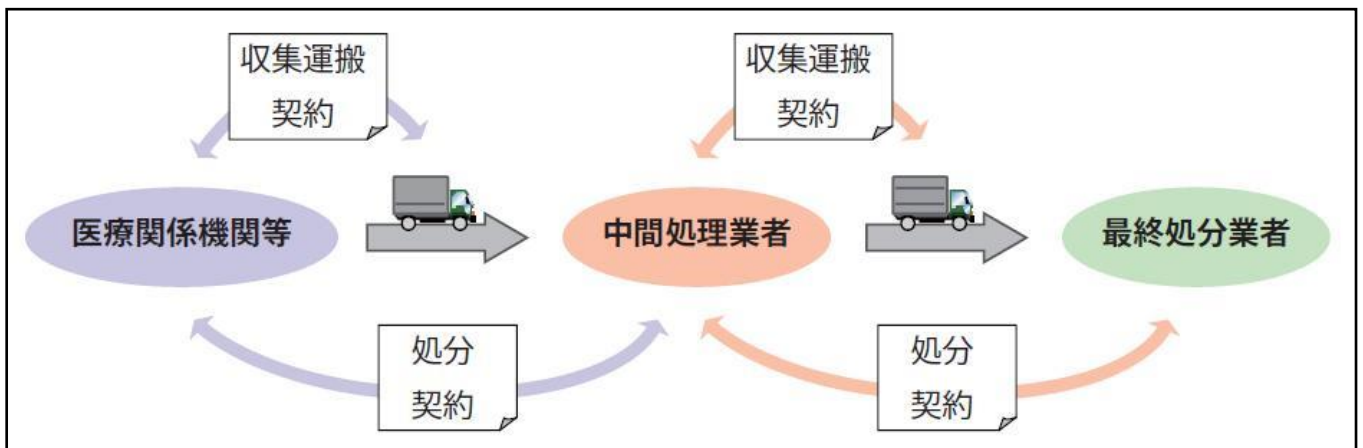 収集運搬
契約
収集運搬
契約
医療関係機関等
中間処理業者
最終処分業者
処分
契約
処分
契約